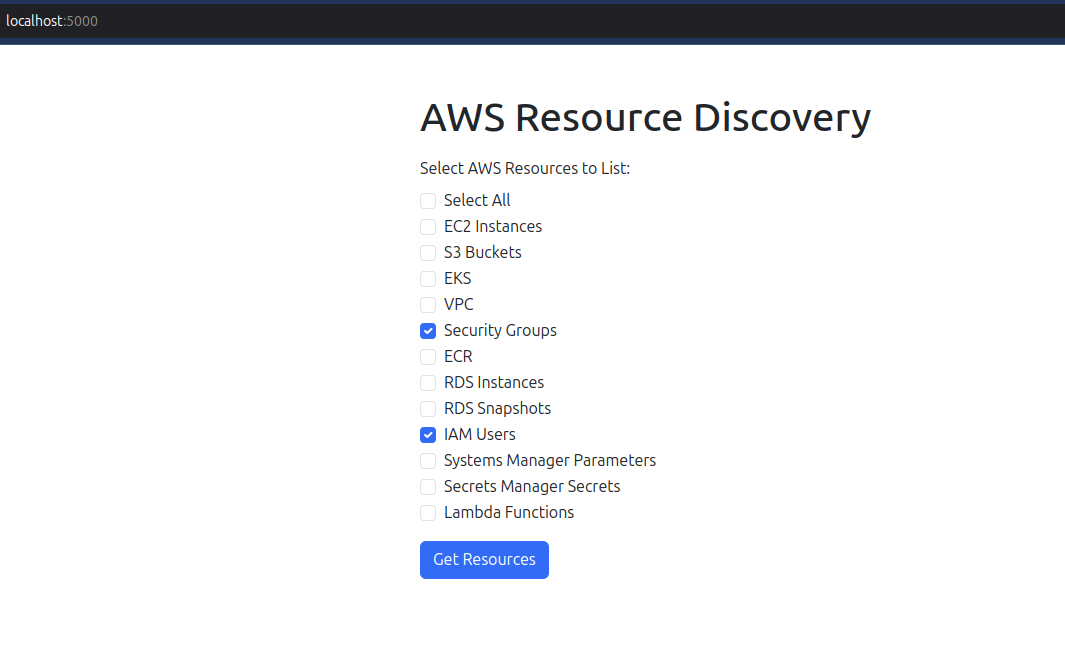 localhost:5000
AWS Resource Discovery
Select AWS Resources to List:
Select All
EC2 Instances
S3 Buckets
EKS
VPC
Security Groups
ECR
RDS Instances
RDS Snapshots
IAM Users
Systems Manager Parameters
Secrets Manager Secrets
Lambda Functions
Get Resources